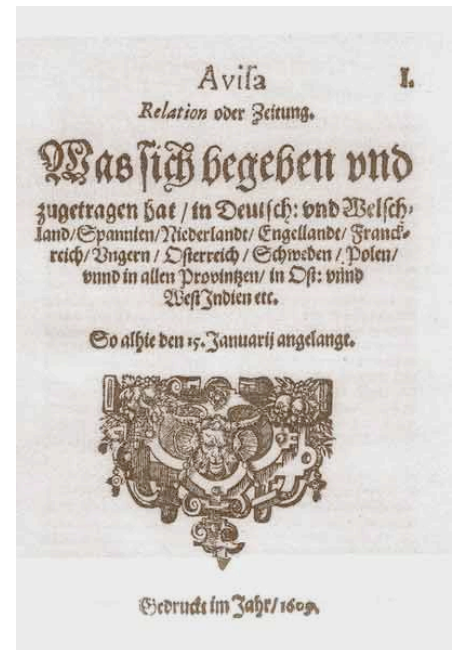 Aviſa I.
Relation oder Zeitung.
Was ſich begeben vnd
zugetragen hat / in Deutſch: vnd Welſch-
land/Spannien/Niederlandt/Engellandt/Franck-
reich/Vngern/Oſterreich/Schweden/Polen/
vnnd in allen Provintzen/in Oſt: vnnd
WeſtIndien etc.
So alhie den 15. Januarij angelangt.
Gedruckt im Jahr/1609.